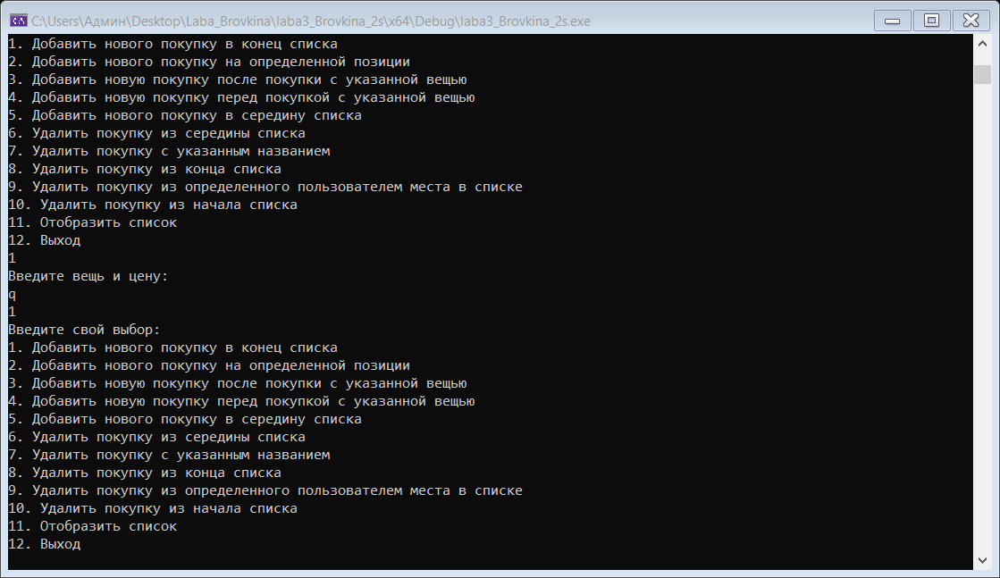 C:\Users\Админ\Desktop\Laba_Brovkina_2s\x64\Debug\laba3_Brovkina_2s.exe
1. Добавить нового покупку в конец списка
2. Добавить нового покупку на определенной позиции
3. Добавить новую покупку после покупки с указанной вещью
4. Добавить новую покупку перед покупкой с указанной вещью
5. Добавить нового покупку в середину списка
6. Удалить покупку из середины списка
7. Удалить покупку с указанным названием
8. Удалить покупку из конца списка
9. Удалить покупку из определенного пользователем места в списке
10. Удалить покупку из начала списка
11. Отобразить список
12. Выход
1
Введите вещь и цену:
q
1
Введите свой выбор:
1. Добавить нового покупку в конец списка
2. Добавить нового покупку на определенной позиции
3. Добавить новую покупку после покупки с указанной вещью
4. Добавить новую покупку перед покупкой с указанной вещью
5. Добавить нового покупку в середину списка
6. Удалить покупку из середины списка
7. Удалить покупку с указанным названием
8. Удалить покупку из конца списка
9. Удалить покупку из определенного пользователем места в списке
10. Удалить покупку из начала списка
11. Отобразить список
12. Выход